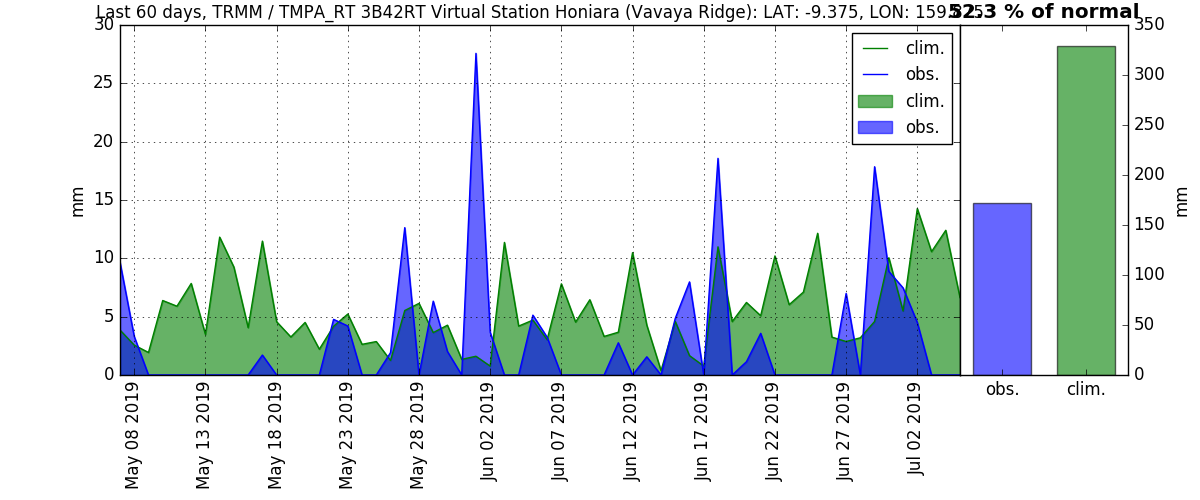 Last 60 days, TRMM / TMPA_RT 3B42RT Virtual Station Honiara (Vavaya Ridge): LAT: -9.375, LON:
52.3 % of normal
30
25
20
15
10
5
0
mm
clim.
obs.
clim.
obs.
350
300
250
200
150
100
50
0
mm
obs.
clim.
May 08 2019
May 13 2019
May 18 2019
May 23 2019
May 28 2019
Jun 02 2019
Jun 07 2019
Jun 12 2019
Jun 17 2019
Jun 22 2019
Jun 27 2019
Jul 02 2019